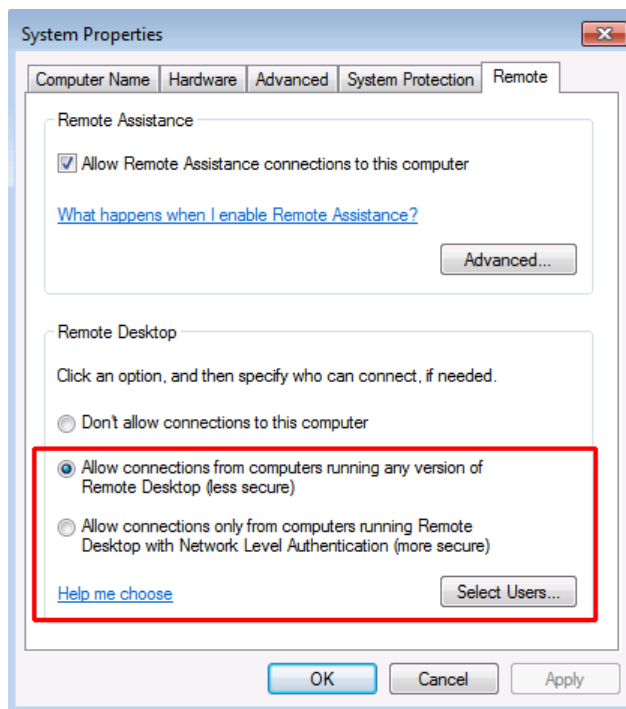 System Properties
Computer Name
Hardware
Advanced
System Protection
Remote
Remote Assistance
Allow Remote Assistance connections to this computer
What happens when I enable Remote Assistance?
Advanced...
Remote Desktop
Click an option, and then specify who can connect, if needed.
Don't allow connections to this computer
Allow connections from computers running any version of
Remote Desktop (less secure)
Allow connections only from computers running Remote
Desktop with Network Level Authentication (more secure)
Help me choose
Select Users...
OK
Cancel
Apply